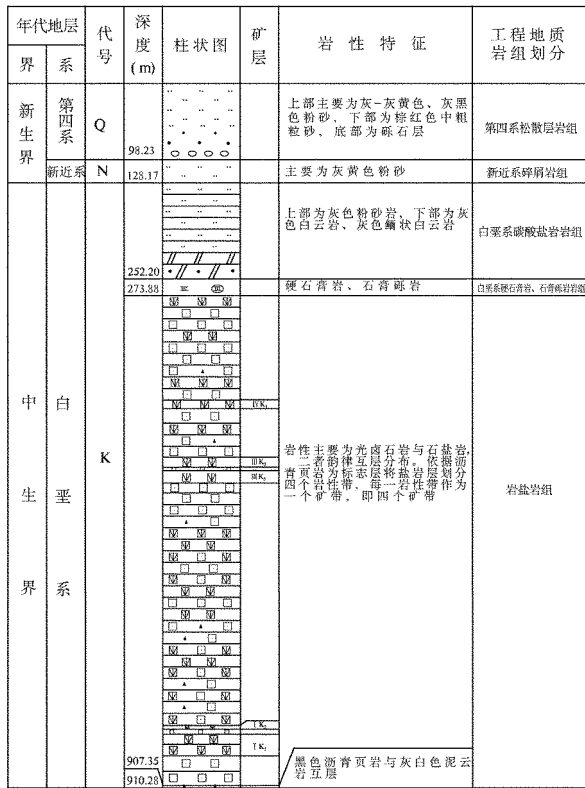 年代地层
界 系
代号
深度(m)
柱状图
矿层
岩性特征
工程地质
岩组划分
新生界
第四系
Q
98.23
上部主要为灰-灰黄色、灰黑
色粉砂，下部为棕红色中粗
粒砂，底部为砾石层
第四系松散层岩组
新近系
N
128.17
主要为灰黄色粉砂
新近系碎屑岩组
上部为灰色粉砂岩，下部为灰
色白云岩、灰色鲕状白云岩
白垩系碳酸盐岩岩组
252.20
273.88
硬石膏岩、石膏砾岩
白垩系硬石膏岩、石膏砾岩岩组
中生界
白垩系
K
岩性主要为光卤石岩与石盐岩，
二者韵律互层分布。依据沥
青页岩为标志层将盐岩层划分
四个岩性带，每一岩性带作为
一个矿带，即四个矿带
岩盐岩组
907.35
910.28
黑色沥青页岩与灰白色泥云
岩互层